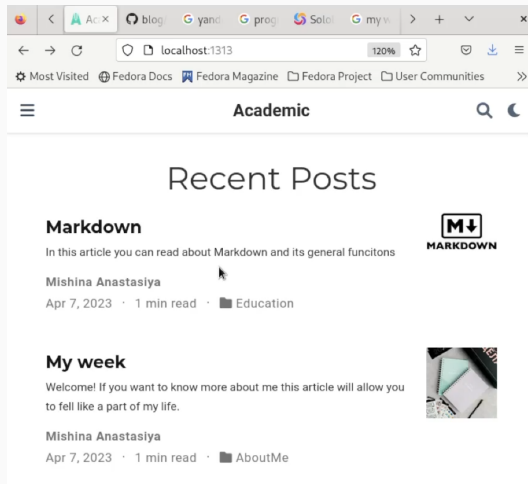 Ac
blog
yand
prog
Solo
my w
localhost:1313
120%
Most Visited Fedora Docs Fedora Magazine Fedora Project User Communities
Academic
Recent Posts
Markdown
In this article you can read about Markdown and its general funcitons
Mishina Anastasiya
Apr 7, 2023 · 1 min read · Education
M
MARKDOWN
My week
Welcome! If you want to know more about me this article will allow you
to fell like a part of my life.
Mishina Anastasiya
Apr 7, 2023 · 1 min read · AboutMe